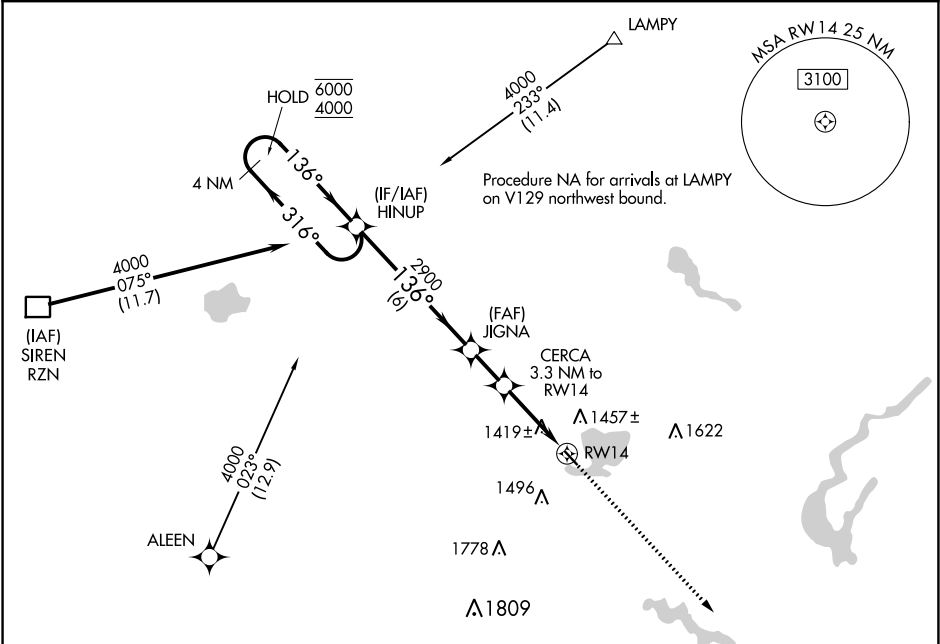 LAMPY
MSA RW14 25 NM
3100
HOLD
6000
4000
4000
233°
(11.4)
136°
4 NM
(IF/IAF)
HINUP
Procedure NA for arrivals at LAMPY
on V129 northwest bound.
316°
4000
075°
(11.7)
2900
136°
(6)
(IAF)
SIREN
RZN
(FAF)
JIGNA
CERCA
3.3 NM to
RW14
1419±
1457±
1622
RW14
4000
023°
(12.9)
1496
ALEEN
1778
1809